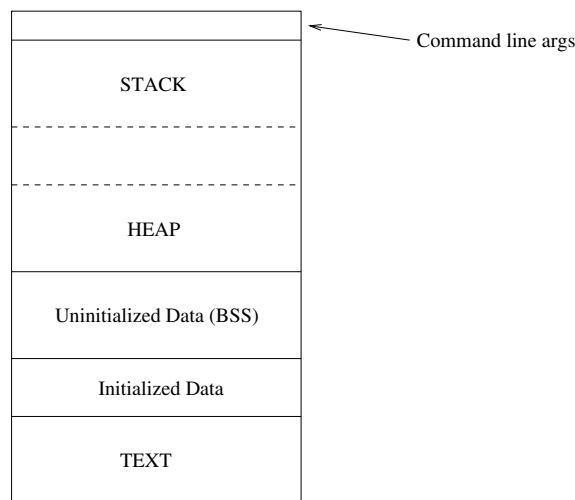 Command line args
STACK
HEAP
Uninitialized Data (BSS)
Initialized Data
TEXT